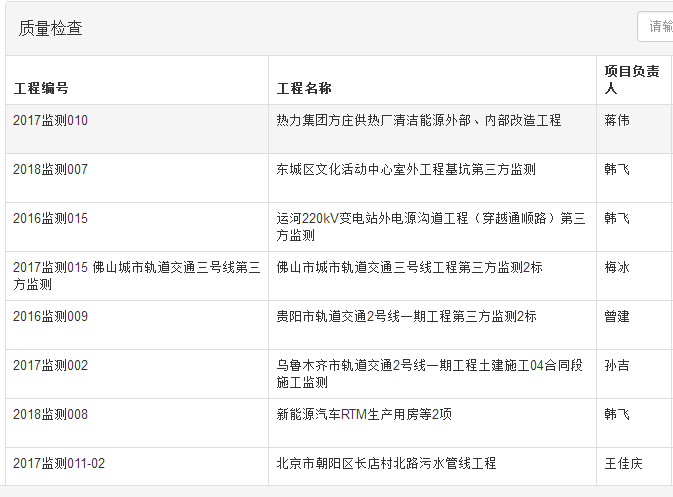 质量检查
请输
工程编号
工程名称
项目负责
人
2017监测010
热力集团方庄供热厂清洁能源外部、内部改造工程
蒋伟
2018监测007
东城区文化活动中心室外工程基坑第三方监测
韩飞
2016监测015
运河220kV变电站外电源沟道工程（穿越通顺路）第三
方监测
韩飞
2017监测015 佛山城市轨道交通三号线第三
方监测
佛山市城市轨道交通三号线工程第三方监测2标
梅冰
2016监测009
贵阳市轨道交通2号线一期工程第三方监测2标
曾建
2017监测002
乌鲁木齐市轨道交通2号线一期工程土建施工04合同段
施工监测
孙吉
2018监测008
新能源汽车RTM生产用房等2项
韩飞
2017监测011-02
北京市朝阳区长店村北路污水管线工程
王佳庆